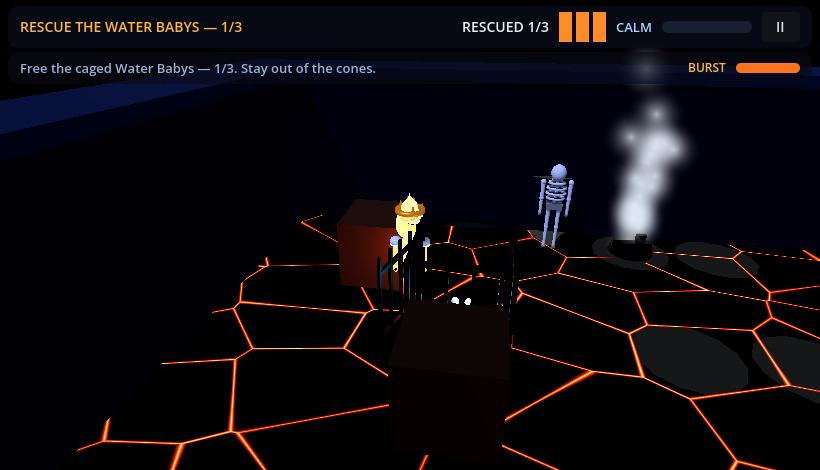 RESCUE THE WATER BABYS — 1/3
RESCUED 1/3
CALM
Free the caged Water Babys — 1/3. Stay out of the cones.
BURST